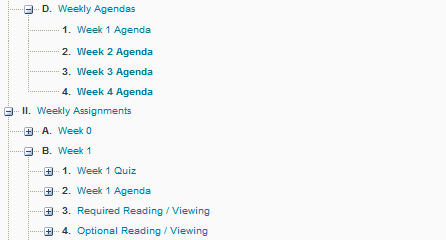 D. Weekly Agendas
1. Week 1 Agenda
2. Week 2 Agenda
3. Week 3 Agenda
4. Week 4 Agenda
II. Weekly Assignments
A. Week 0
B. Week 1
1. Week 1 Quiz
2. Week 1 Agenda
3. Required Reading / Viewing
4. Optional Reading / Viewing